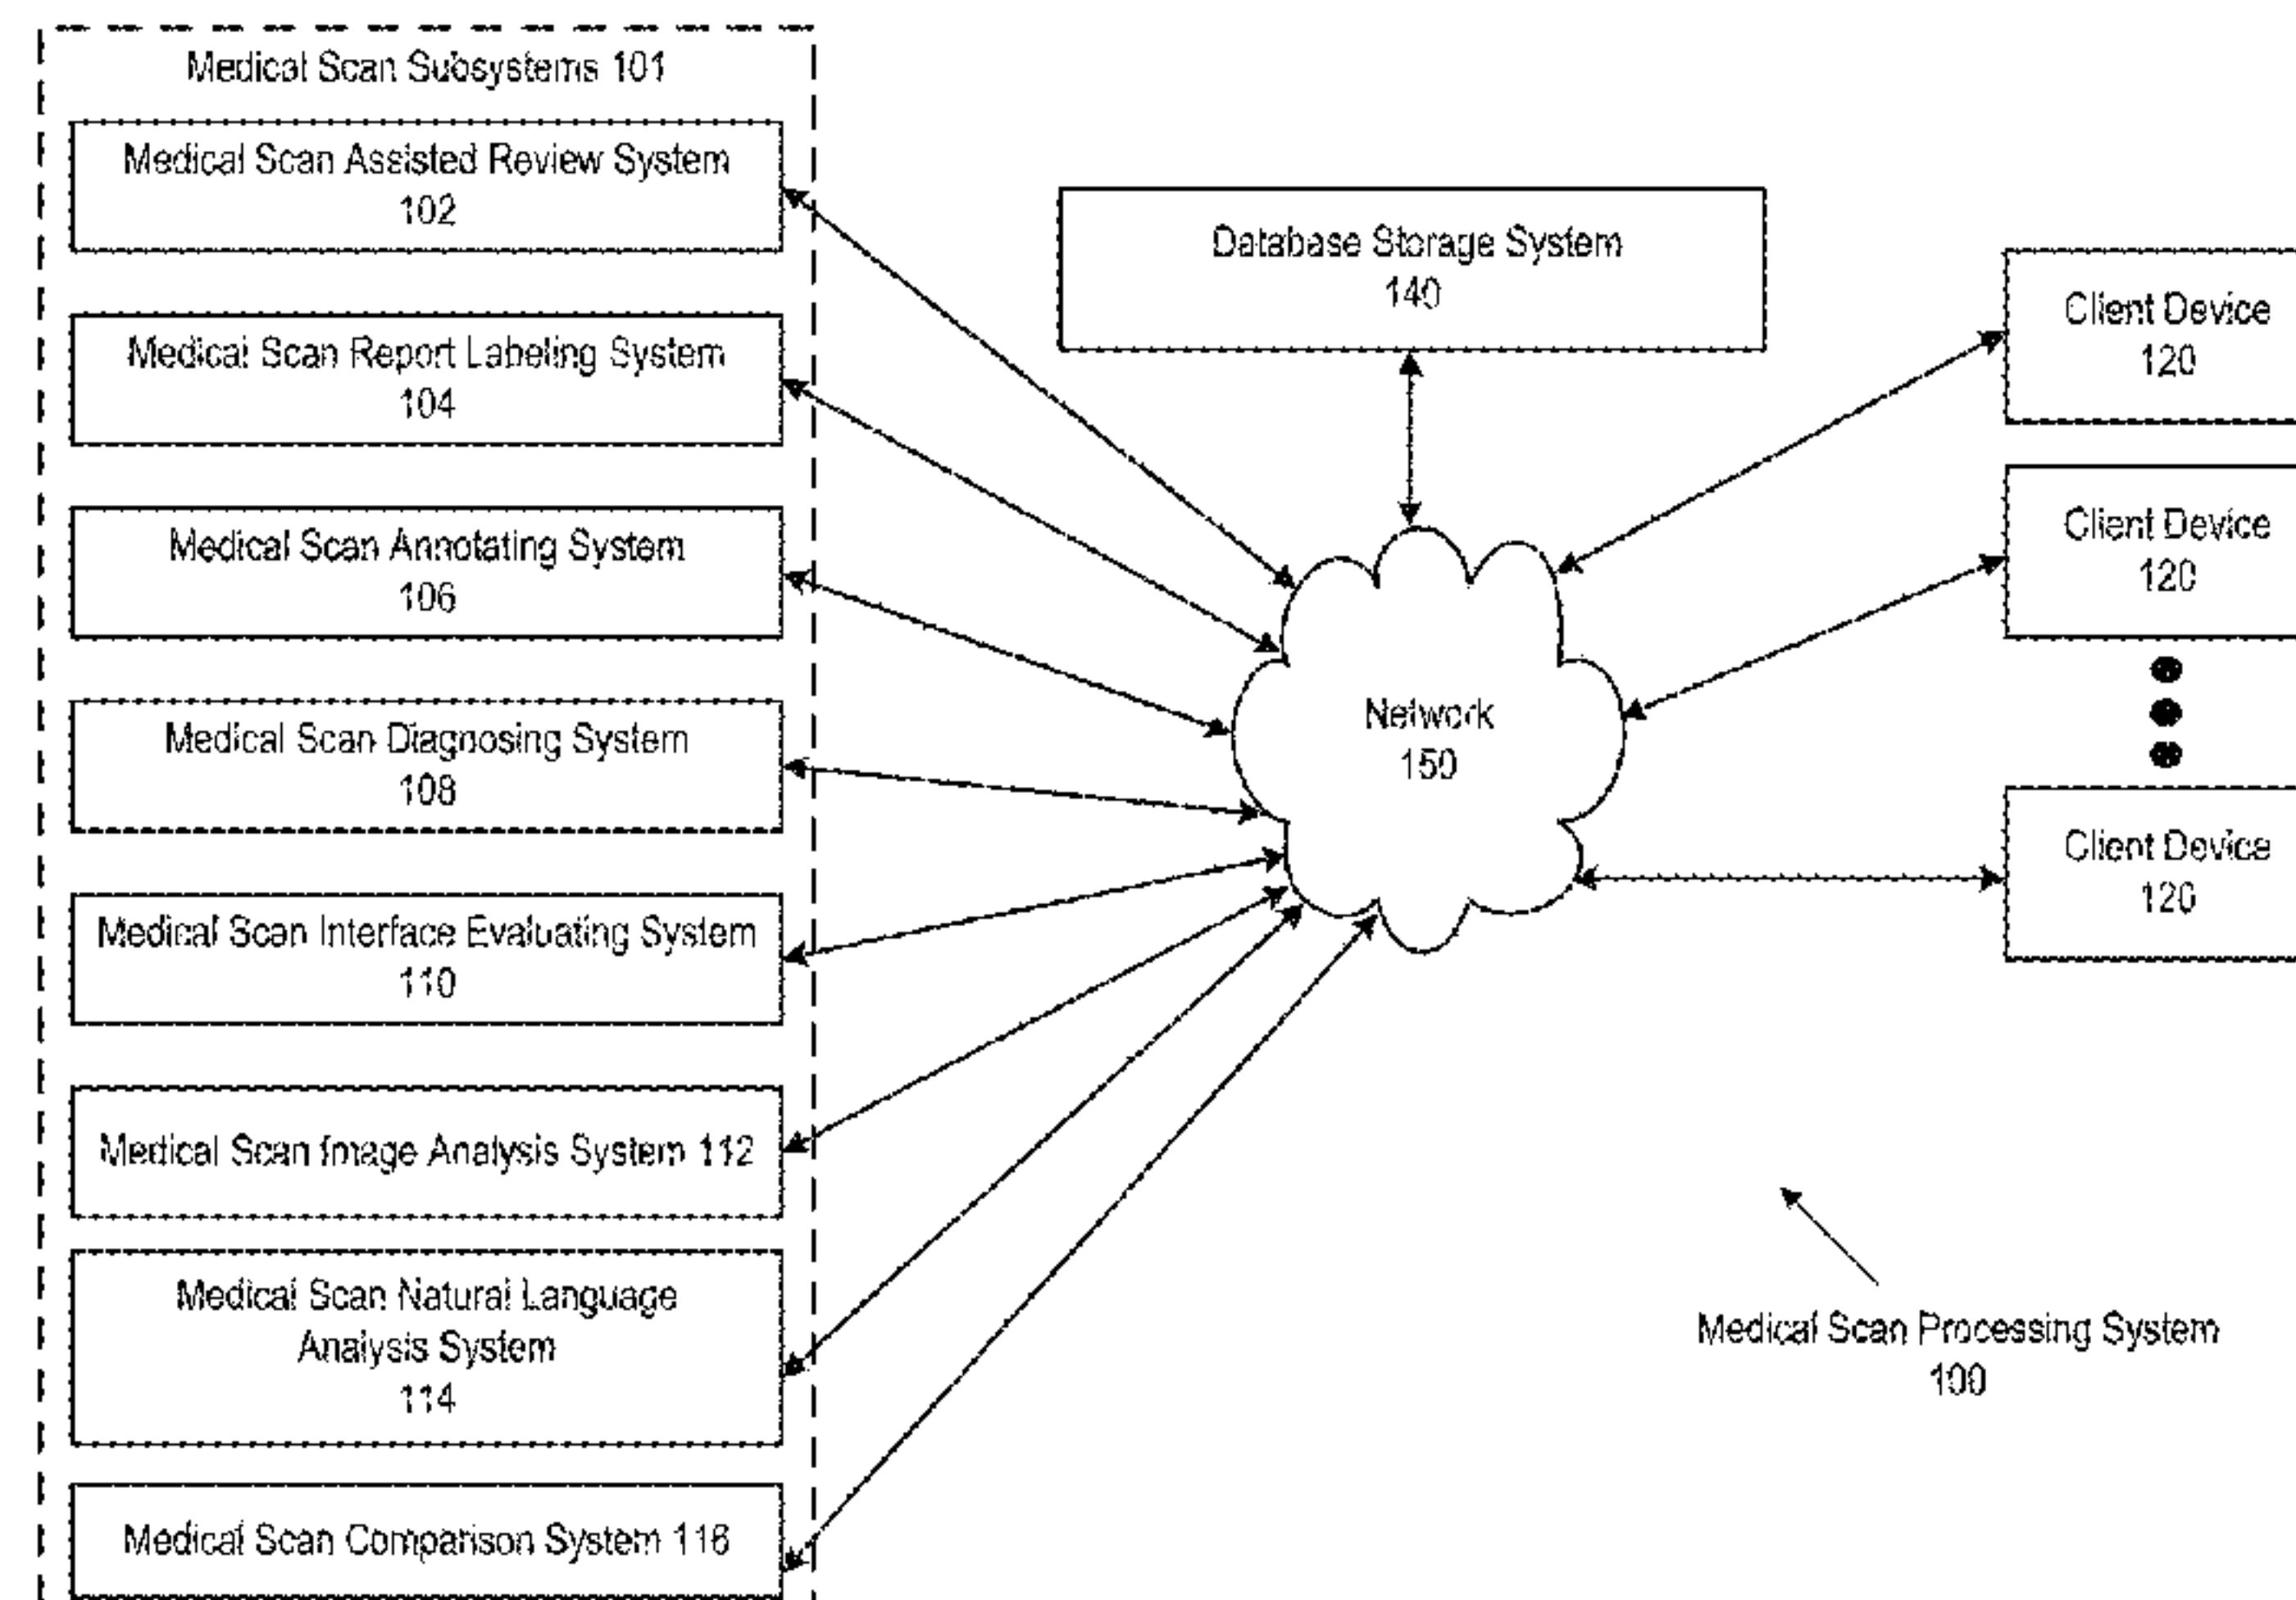 Medical Scan Subsystems 101
Medical Scan Assisted Review System
102
Medical Scan Report Labeling System
104
Medical Scan Annotating System
106
Medical Scan Diagnosing System
108
Medical Scan Interface Evaluating System
110
Medical Scan Image Analysis System 112
Medical Scan Natural Language
Analysis System
114
Medical Scan Comparison System 116
Database Storage System
140
Network
150
Client Device
120
Client Device
120
Client Device
120
Medical Scan Processing System
100